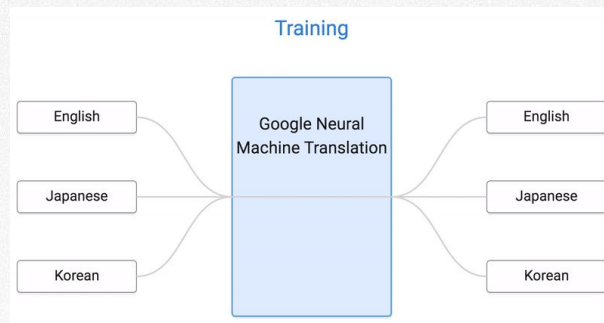 Training
English
Japanese
Korean
Google Neural
Machine Translation
English
Japanese
Korean